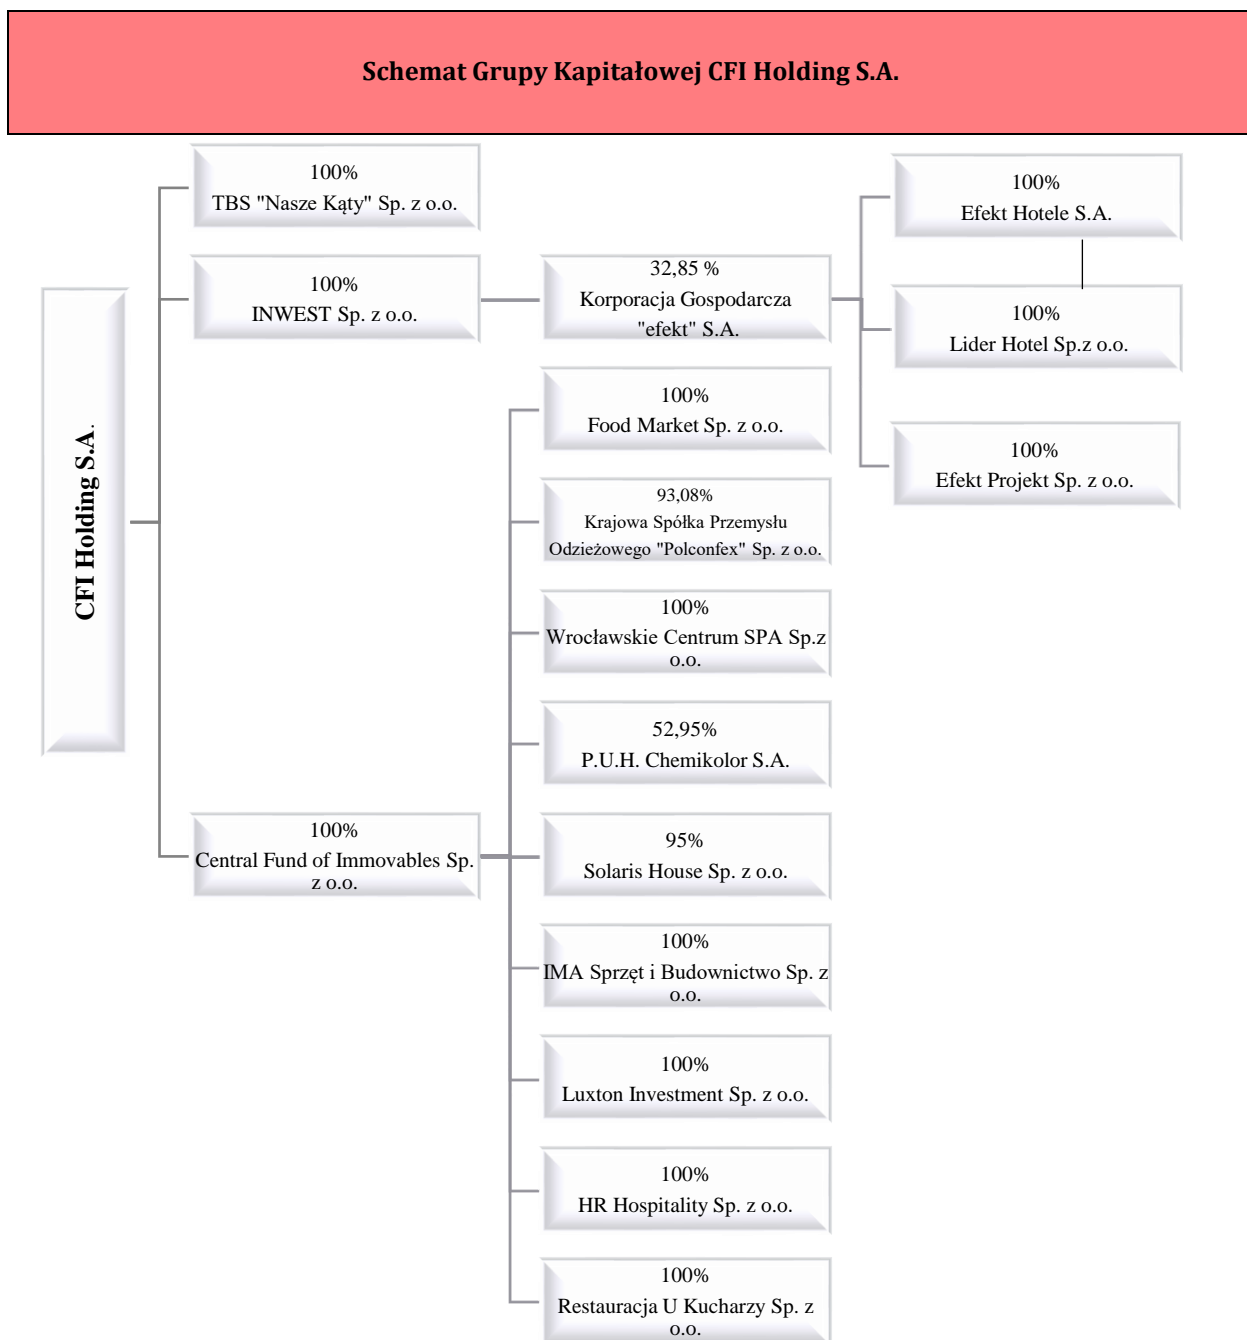 Schemat Grupy Kapitałowej CFI Holding S.A.
CFI Holding S.A.
100%
TBS "Nasze Kąty" Sp. z o.o.
100%
INWEST Sp. z o.o.
100%
Central Fund of Immovables Sp.
z o.o.
32,85 %
Korporacja Gospodarcza
"efekt" S.A.
100%
Food Market Sp. z o.o.
93,08%
Krajowa Spółka Przemysłu
Odzieżowego "Polconfex" Sp. z o.o.
100%
Wrocławskie Centrum SPA Sp.z
o.o.
52,95%
P.U.H. Chemikolor S.A.
95%
Solaris House Sp. z o.o.
100%
IMA Sprzęt i Budownictwo Sp. z
o.o.
100%
Luxton Investment Sp. z o.o.
100%
HR Hospitality Sp. z o.o.
100%
Restauracja U Kucharzy Sp. z
o.o.
100%
Efekt Hotele S.A.
100%
Lider Hotel Sp.z o.o.
100%
Efekt Projekt Sp. z o.o.